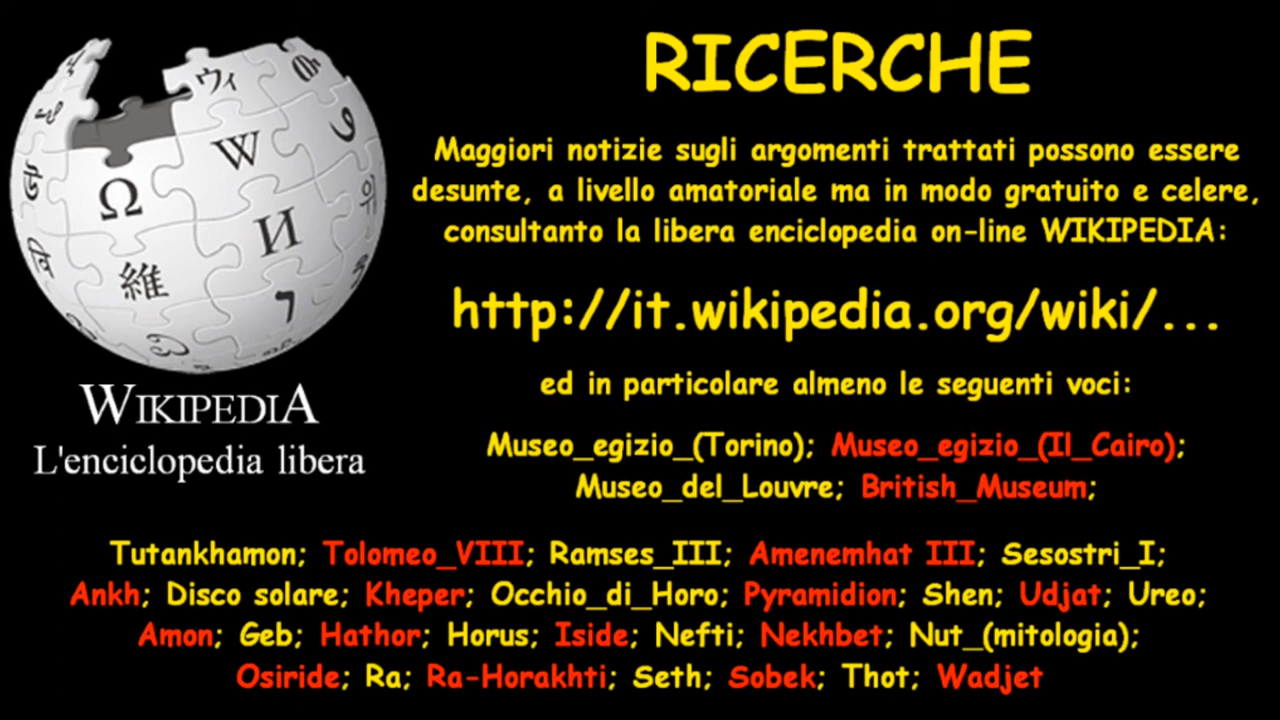 RICERCHE
Maggiori notizie sugli argomenti trattati possono essere
desunte, a livello amatoriale ma in modo gratuito e celere,
consultanto la libera enciclopedia on-line WIKIPEDIA:
http://it.wikipedia.org/wiki/...
ed in particolare almeno le seguenti voci:
Museo_egizio_(Torino); Museo_egizio_(Il_Cairo);
Museo_del_Louvre; British_Museum;
Ω
W
И
維
ウィ
WIKIPEDIA
L'enciclopedia libera
Tutankhamon; Tolomeo_VIII; Ramses_III; Amenemhat III; Sesostri_I;
Ankh; Disco solare; Kheper; Occhio_di_Horo; Pyramidion; Shen; Udjat; Ureo;
Amon; Geb; Hathor; Horus; Iside; Nefti; Nekhbet; Nut_(mitologia);
Osiride; Ra; Ra-Horakhti; Seth; Sobek; Thot; Wadjet